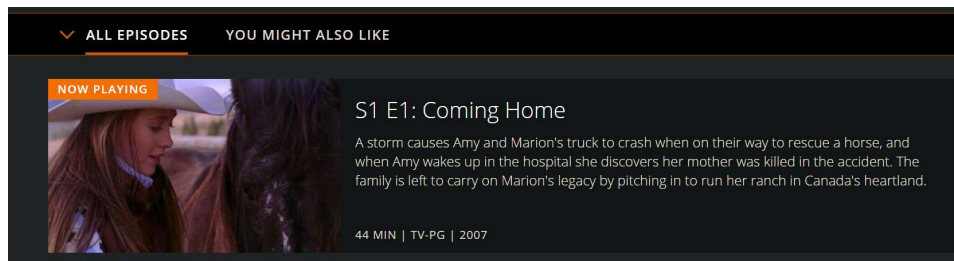 ALL EPISODES YOU MIGHT ALSO LIKE
NOW PLAYING
S1 E1: Coming Home
A storm causes Amy and Marion's truck to crash when on their way to rescue a horse, and
when Amy wakes up in the hospital she discovers her mother was killed in the accident. The
family is left to carry on Marion's legacy by pitching in to run her ranch in Canada's heartland.
44 MIN | TV-PG | 2007